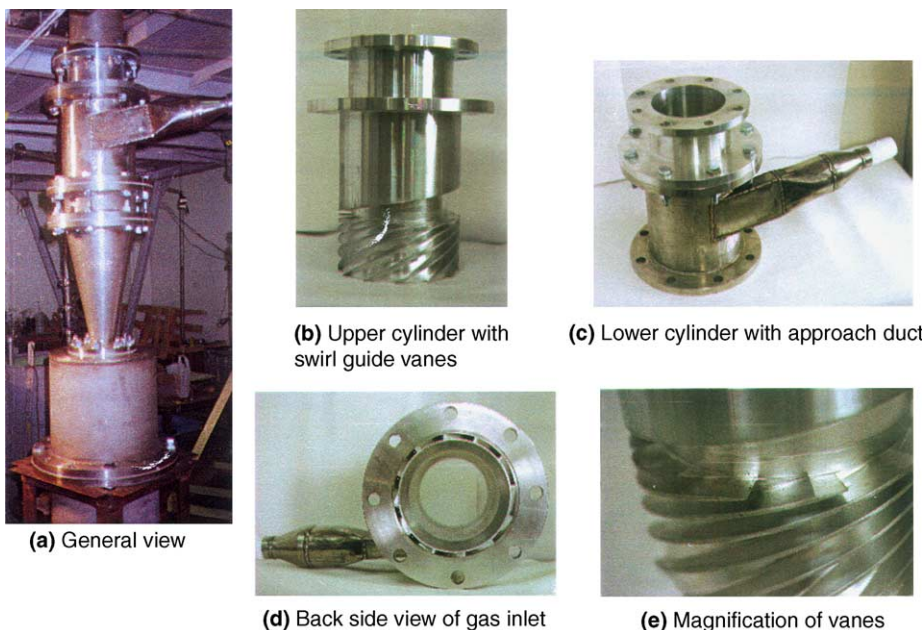 (b) Upper cylinder with
swirl guide vanes
(c) Lower cylinder with approach duct
(a) General view
(d) Back side view of gas inlet
(e) Magnification of vanes